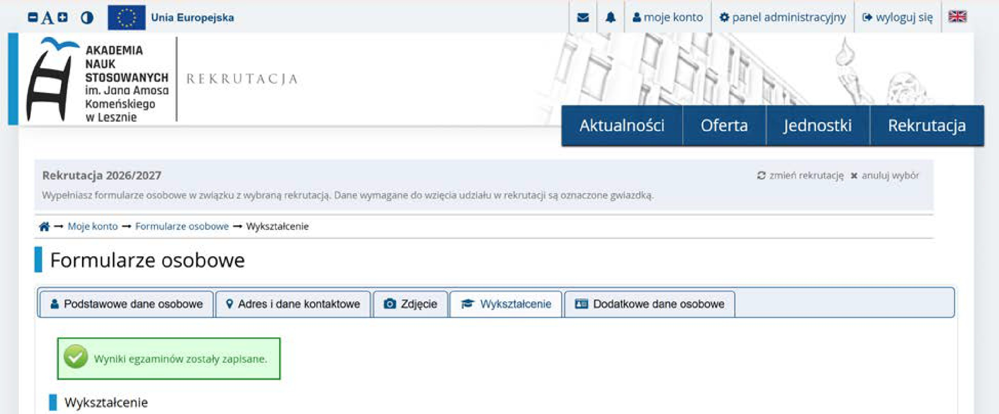 A Unia Europejska moje konto panel administracyjny wyloguj się
AKADEMIA
NAUK
STOSOWANYCH
im. Jana Amosa
Komeńskiego
w Lesznie
REKRUTACJA
Aktualności Oferta Jednostki Rekrutacja
Rekrutacja 2026/2027 zmień rekrutację anuluj wybór
Wypełniasz formularze osobowe w związku z wybraną rekrutacją. Dane wymagane do wzięcia udziału w rekrutacji są oznaczone gwiazdką.
Moje konto → Formularze osobowe → Wykształcenie
Formularze osobowe
Podstawowe dane osobowe Adres i dane kontaktowe Zdjęcie Wykształcenie Dodatkowe dane osobowe
Wyniki egzaminów zostały zapisane.
Wykształcenie